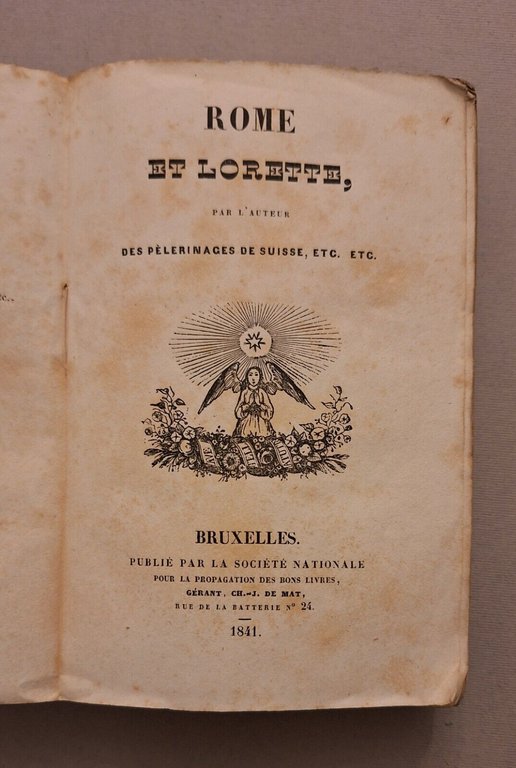 ROME
ET LORETTE,
PAR L'AUTEUR
DES PÈLERINAGES DE SUISSE, ETC. ETC.
BRUXELLES.
PUBLIÉ PAR LA SOCIÉTÉ NATIONALE
POUR LA PROPAGATION DES BONS LIVRES,
GÉRANT, CH.-J. DE MAT,
RUE DE LA BATTERIE Nº 24.
1841.